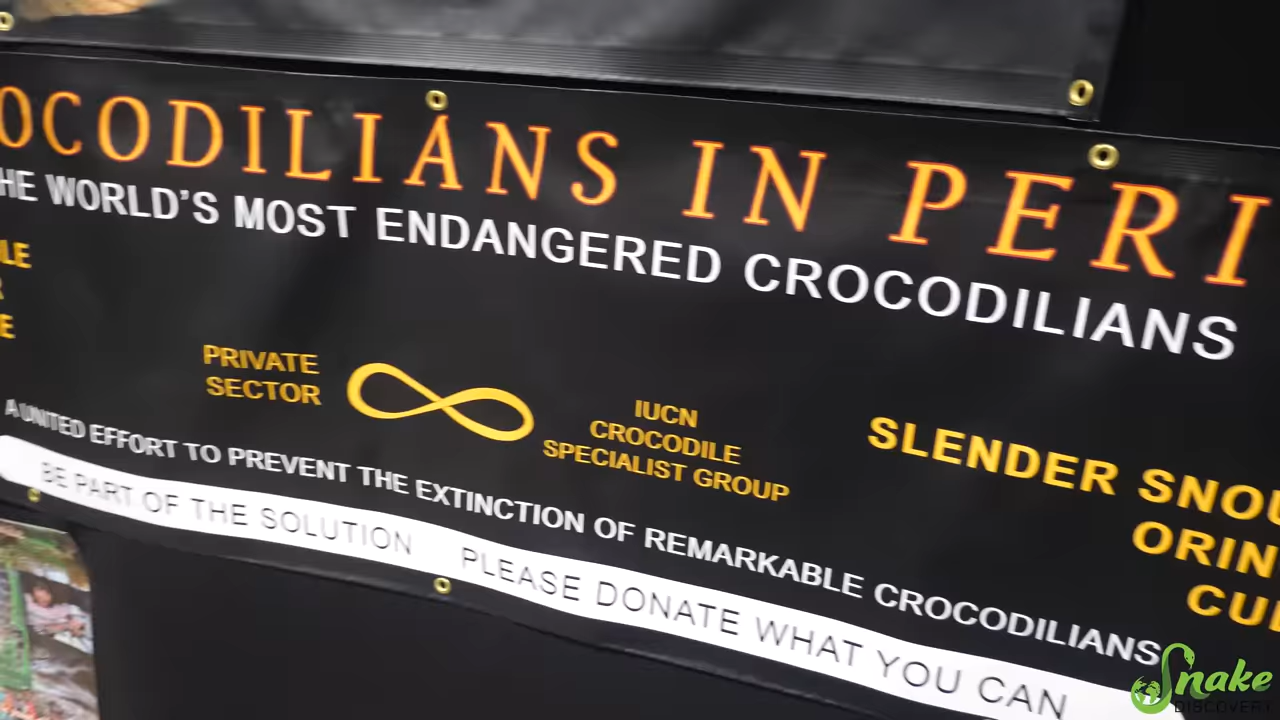 OCODILIANS IN PERI
HE WORLD'S MOST ENDANGERED CROCODILIANS
LE
R
E
PRIVATE
SECTOR
IUCN
CROCODILE
SPECIALIST GROUP
SLENDER SNOU
ORIN
CU
A UNITED EFFORT TO PREVENT THE EXTINCTION OF REMARKABLE CROCODILIANS
BE PART OF THE SOLUTION PLEASE DONATE WHAT YOU CAN
Snake
DISCOVERY